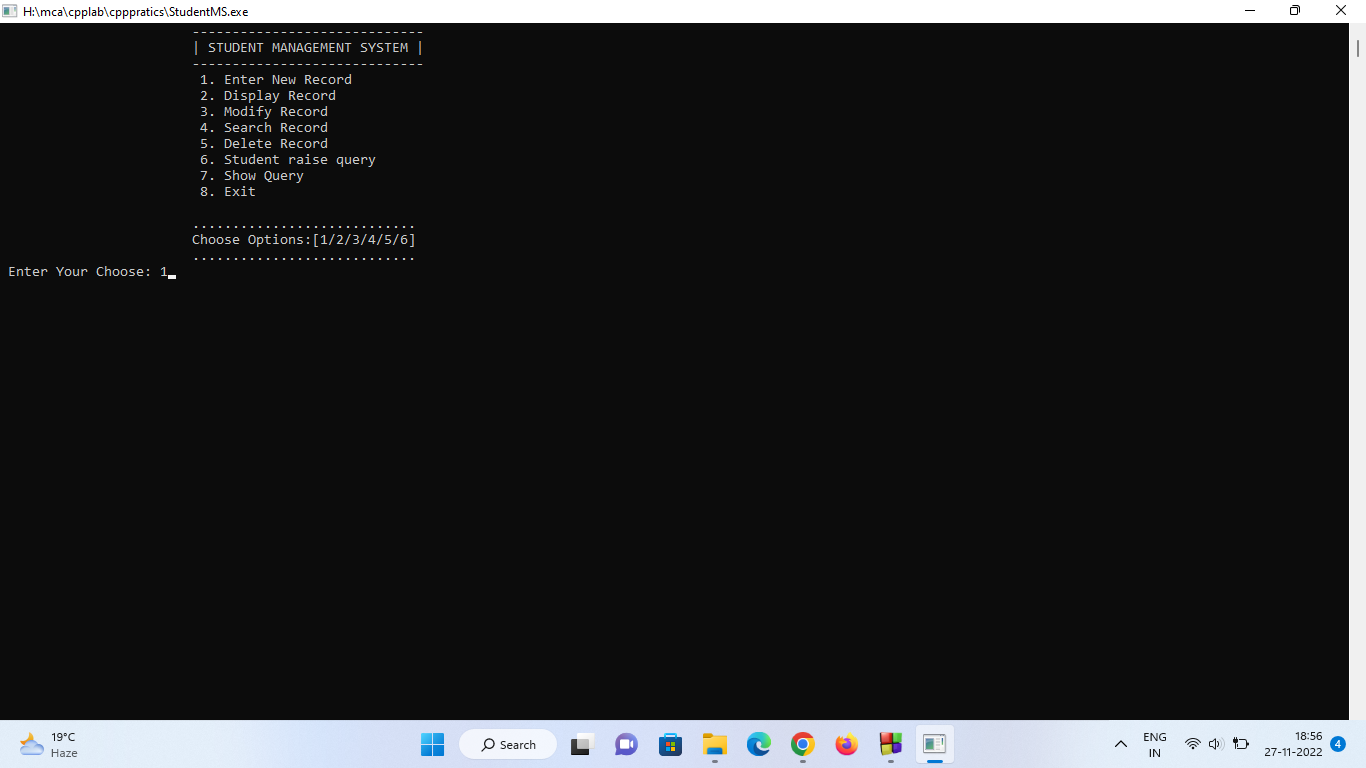 H:\mca\cpplab\cpppratics\StudentMS.exe
-----------------------------
| STUDENT MANAGEMENT SYSTEM |
-----------------------------
1. Enter New Record
2. Display Record
3. Modify Record
4. Search Record
5. Delete Record
6. Student raise query
7. Show Query
8. Exit
............................
Choose Options:[1/2/3/4/5/6]
............................
Enter Your Choose: 1
19°C
Haze
Search
ENG
IN
18:56
27-11-2022
4